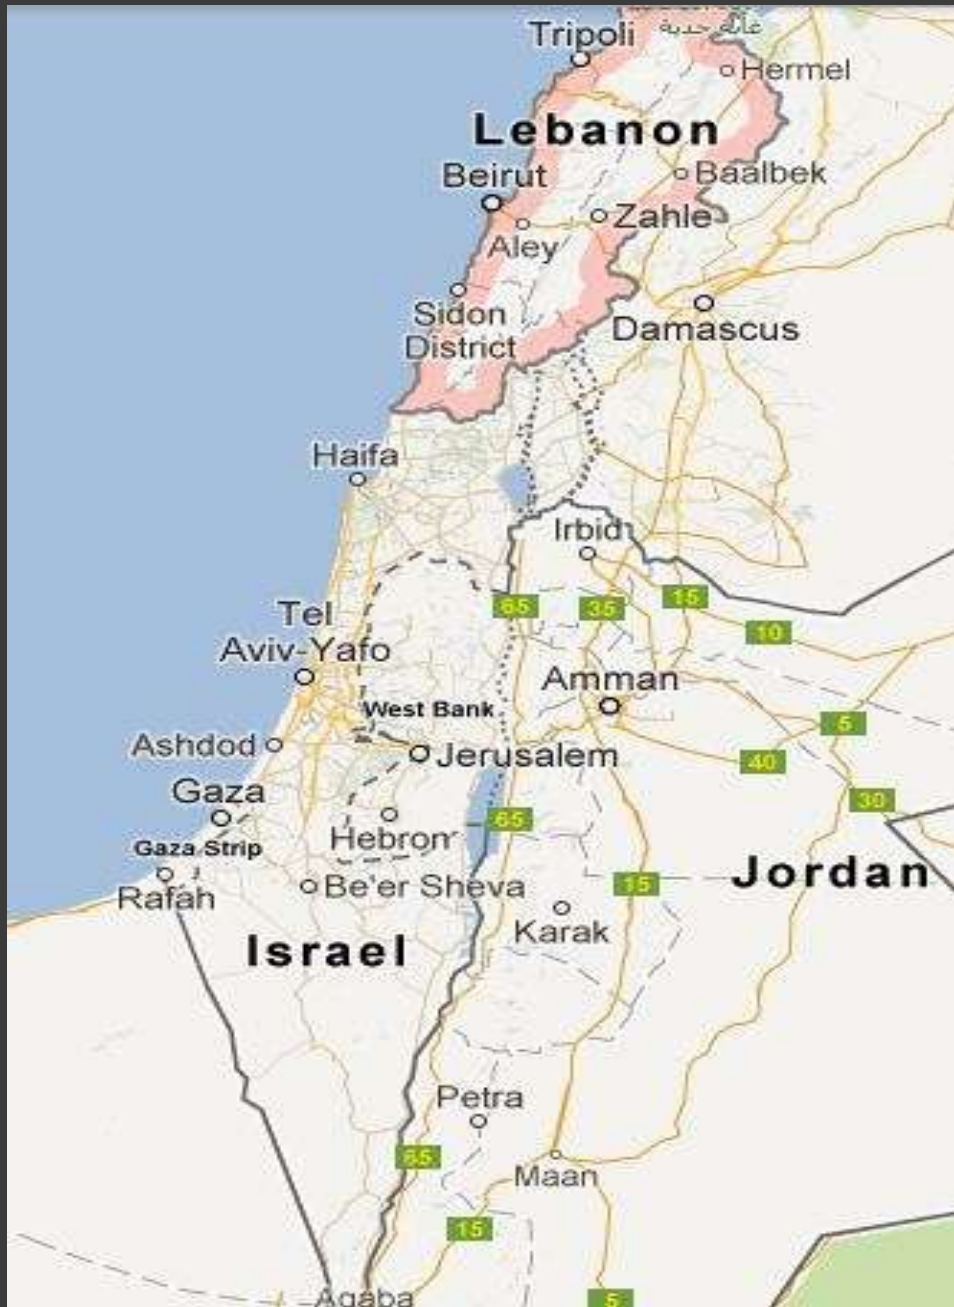 Tripoli
غابة حدية
Hermel
Lebanon
Beirut
Baalbek
Zahle
Aley
Sidon
District
Damascus
Haifa
Irbid
65
35
15
10
Tel
Aviv-Yafo
Amman
West Bank
5
Ashdod
Jerusalem
40
Gaza
30
Hebron
65
Gaza Strip
Jordan
Rafah
Be'er Sheva
15
Karak
Israel
Petra
65
Maan
15
Aqaba
5